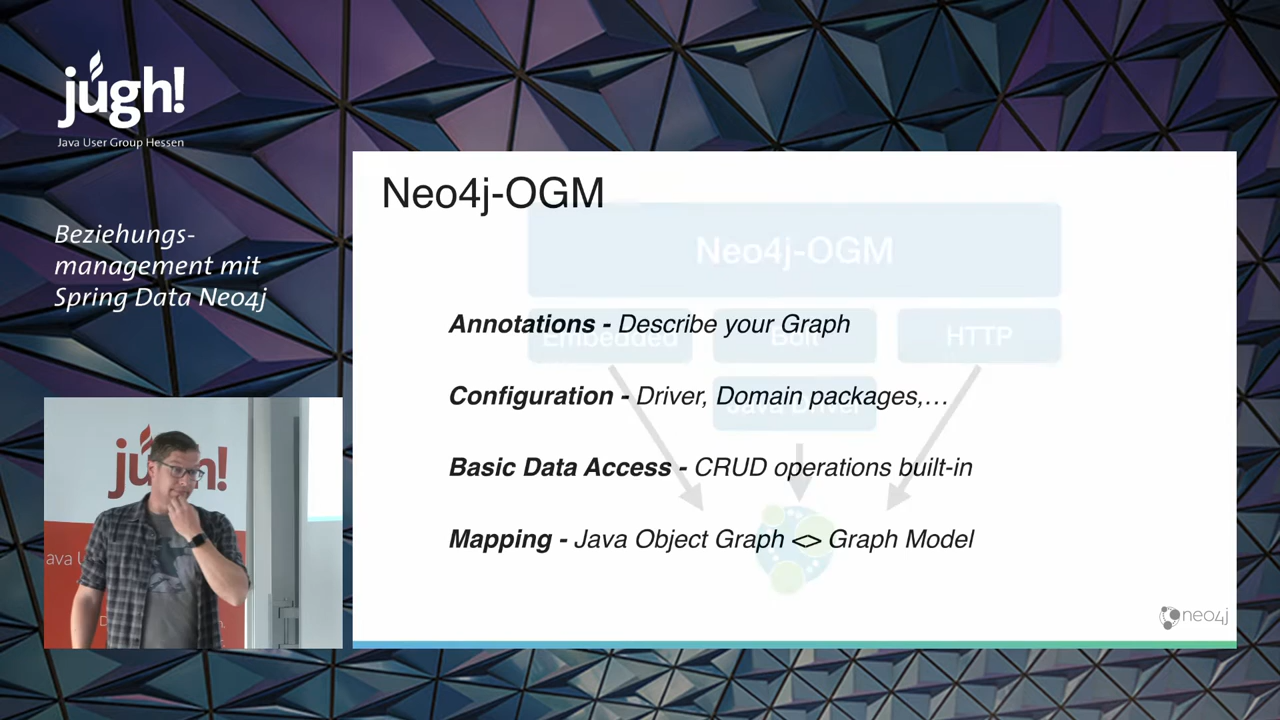 júgh!
Java User Group Hessen
Beziehungs-
management mit
Spring Data Neo4j
Neo4j-OGM
Neo4j-OGM
Annotations - Describe your Graph
Embedded
Bolt
HTTP
Configuration - Driver, Domain packages,…
Java Driver
Basic Data Access - CRUD operations built-in
Mapping - Java Object Graph <> Graph Model
neo4j